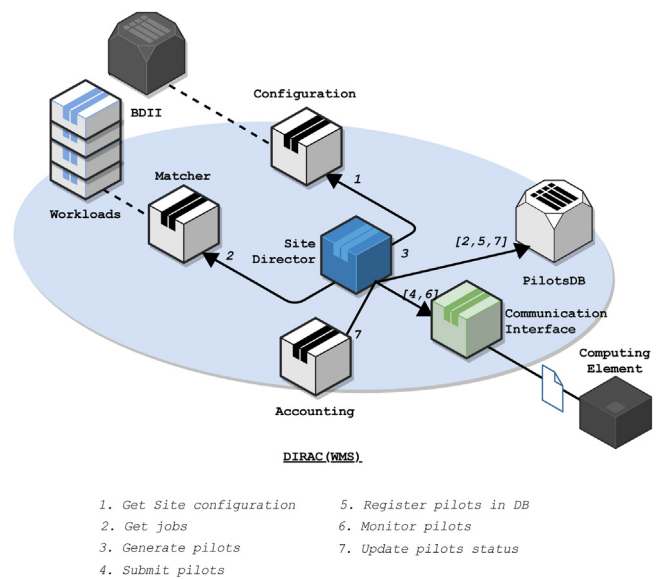 Configuration
BDII
Matcher
1
Workloads
Site
Director
2
3
[2,5,7]
PilotsDB
[4,6]
Communication
Interface
7
Computing
Element
Accounting
DIRAC(WMS)
1. Get Site configuration
2. Get jobs
3. Generate pilots
4. Submit pilots
5. Register pilots in DB
6. Monitor pilots
7. Update pilots status